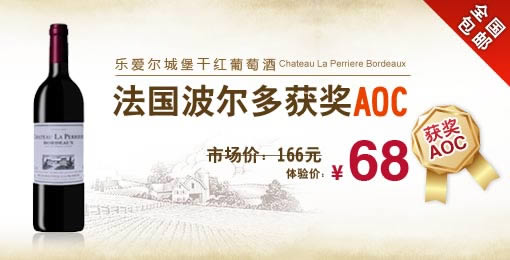 全国
包邮
乐爱尔城堡干红葡萄酒 Chateau La Perriere Bordeaux
法国波尔多获奖AOC
获奖
AOC
市场价：166元
体验价：¥68
CHATEAU LA PERRIERE
BORDEAUX